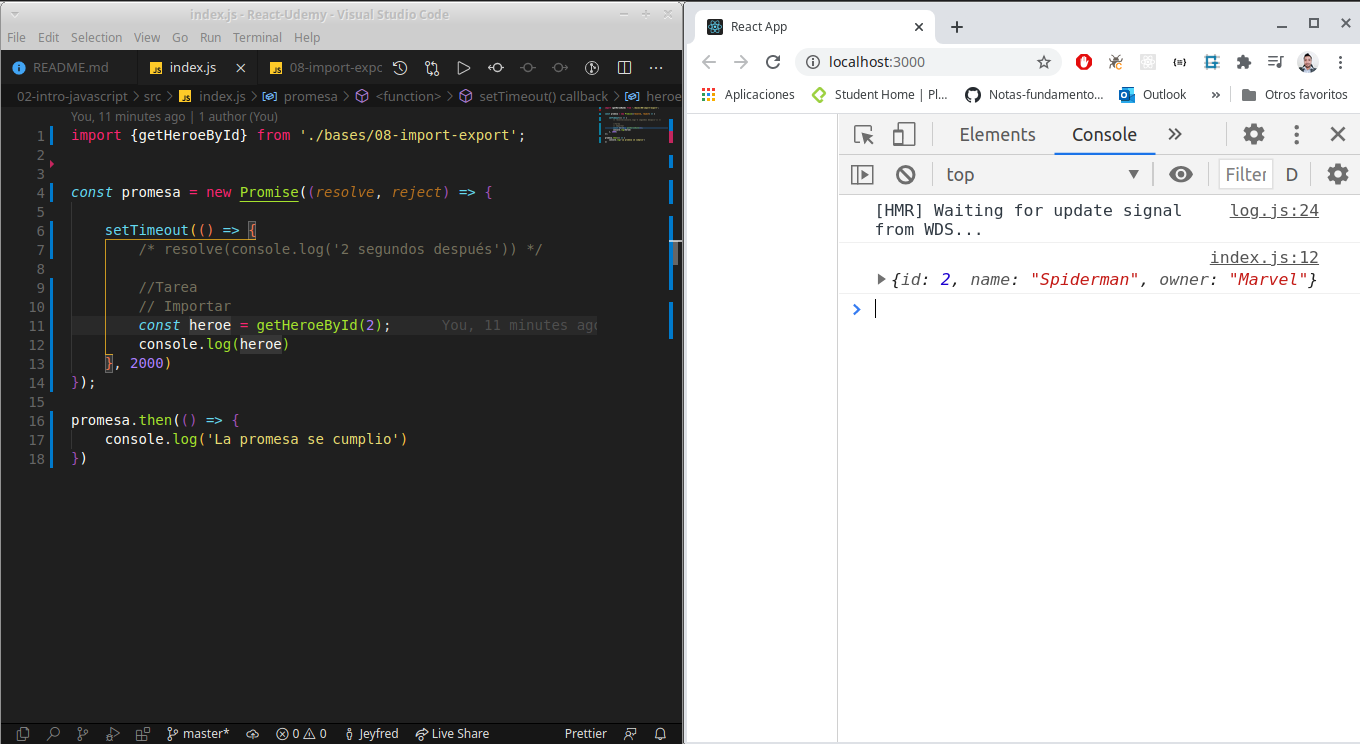 index.js - React-Udemy - Visual Studio Code
File Edit Selection View Go Run Terminal Help
README.md index.js 08-import-expo
02-intro-javascript > src > index.js > promesa > <function> > setTimeout() callback > heroe
You, 11 minutes ago | 1 author (You)
1 import {getHeroeById} from './bases/08-import-export';
2
3
4 const promesa = new Promise((resolve, reject) => {
5
6 setTimeout(() => {
7 /* resolve(console.log('2 segundos después')) */
8
9 //Tarea
10 // Importar
11 const heroe = getHeroeById(2); You, 11 minutes ago
12 console.log(heroe)
13 }, 2000)
14 });
15
16 promesa.then(() => {
17 console.log('La promesa se cumplio')
18 })
master* 0 0 Jeyfred Live Share Prettier
React App
localhost:3000
Aplicaciones Student Home | Pl... Notas-fundamento... Outlook » Otros favoritos
Elements Console »
top Filter D
[HMR] Waiting for update signal log.js:24
from WDS...
index.js:12
{id: 2, name: "Spiderman", owner: "Marvel"}